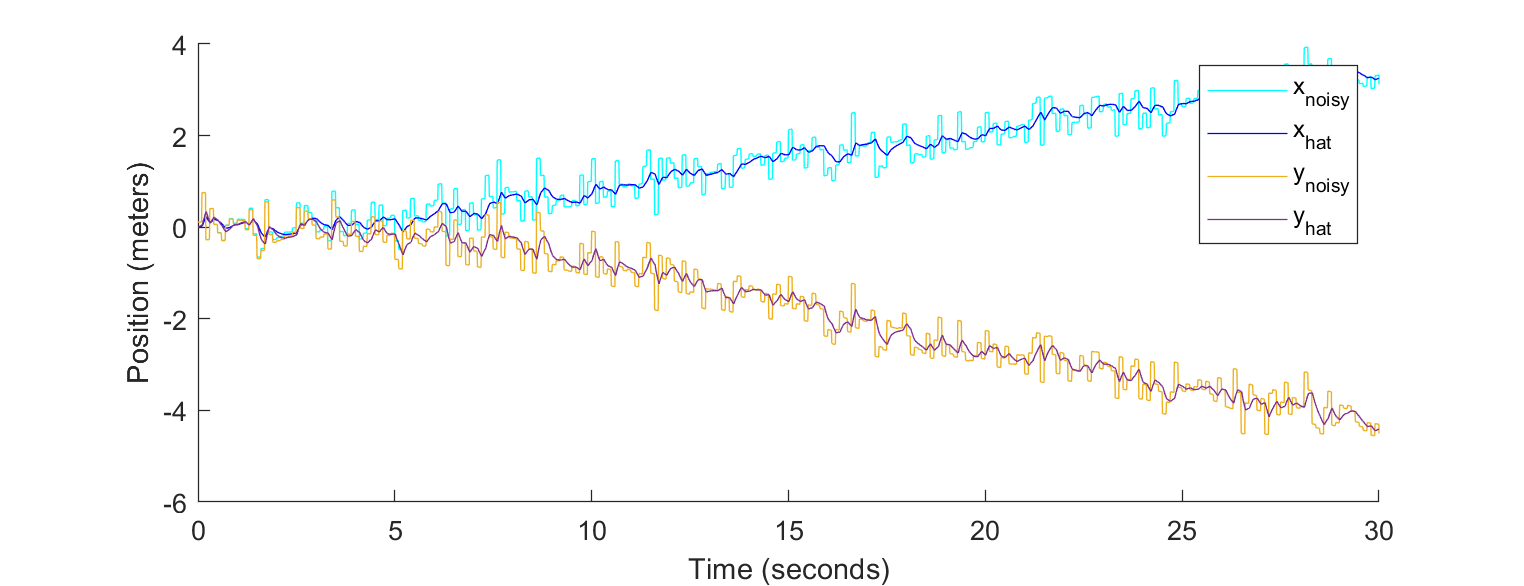 Position (meters)
4
2
0
-2
-4
-6
0 5 10 15 20 25 30
Time (seconds)
x_noisy
x_hat
y_noisy
y_hat